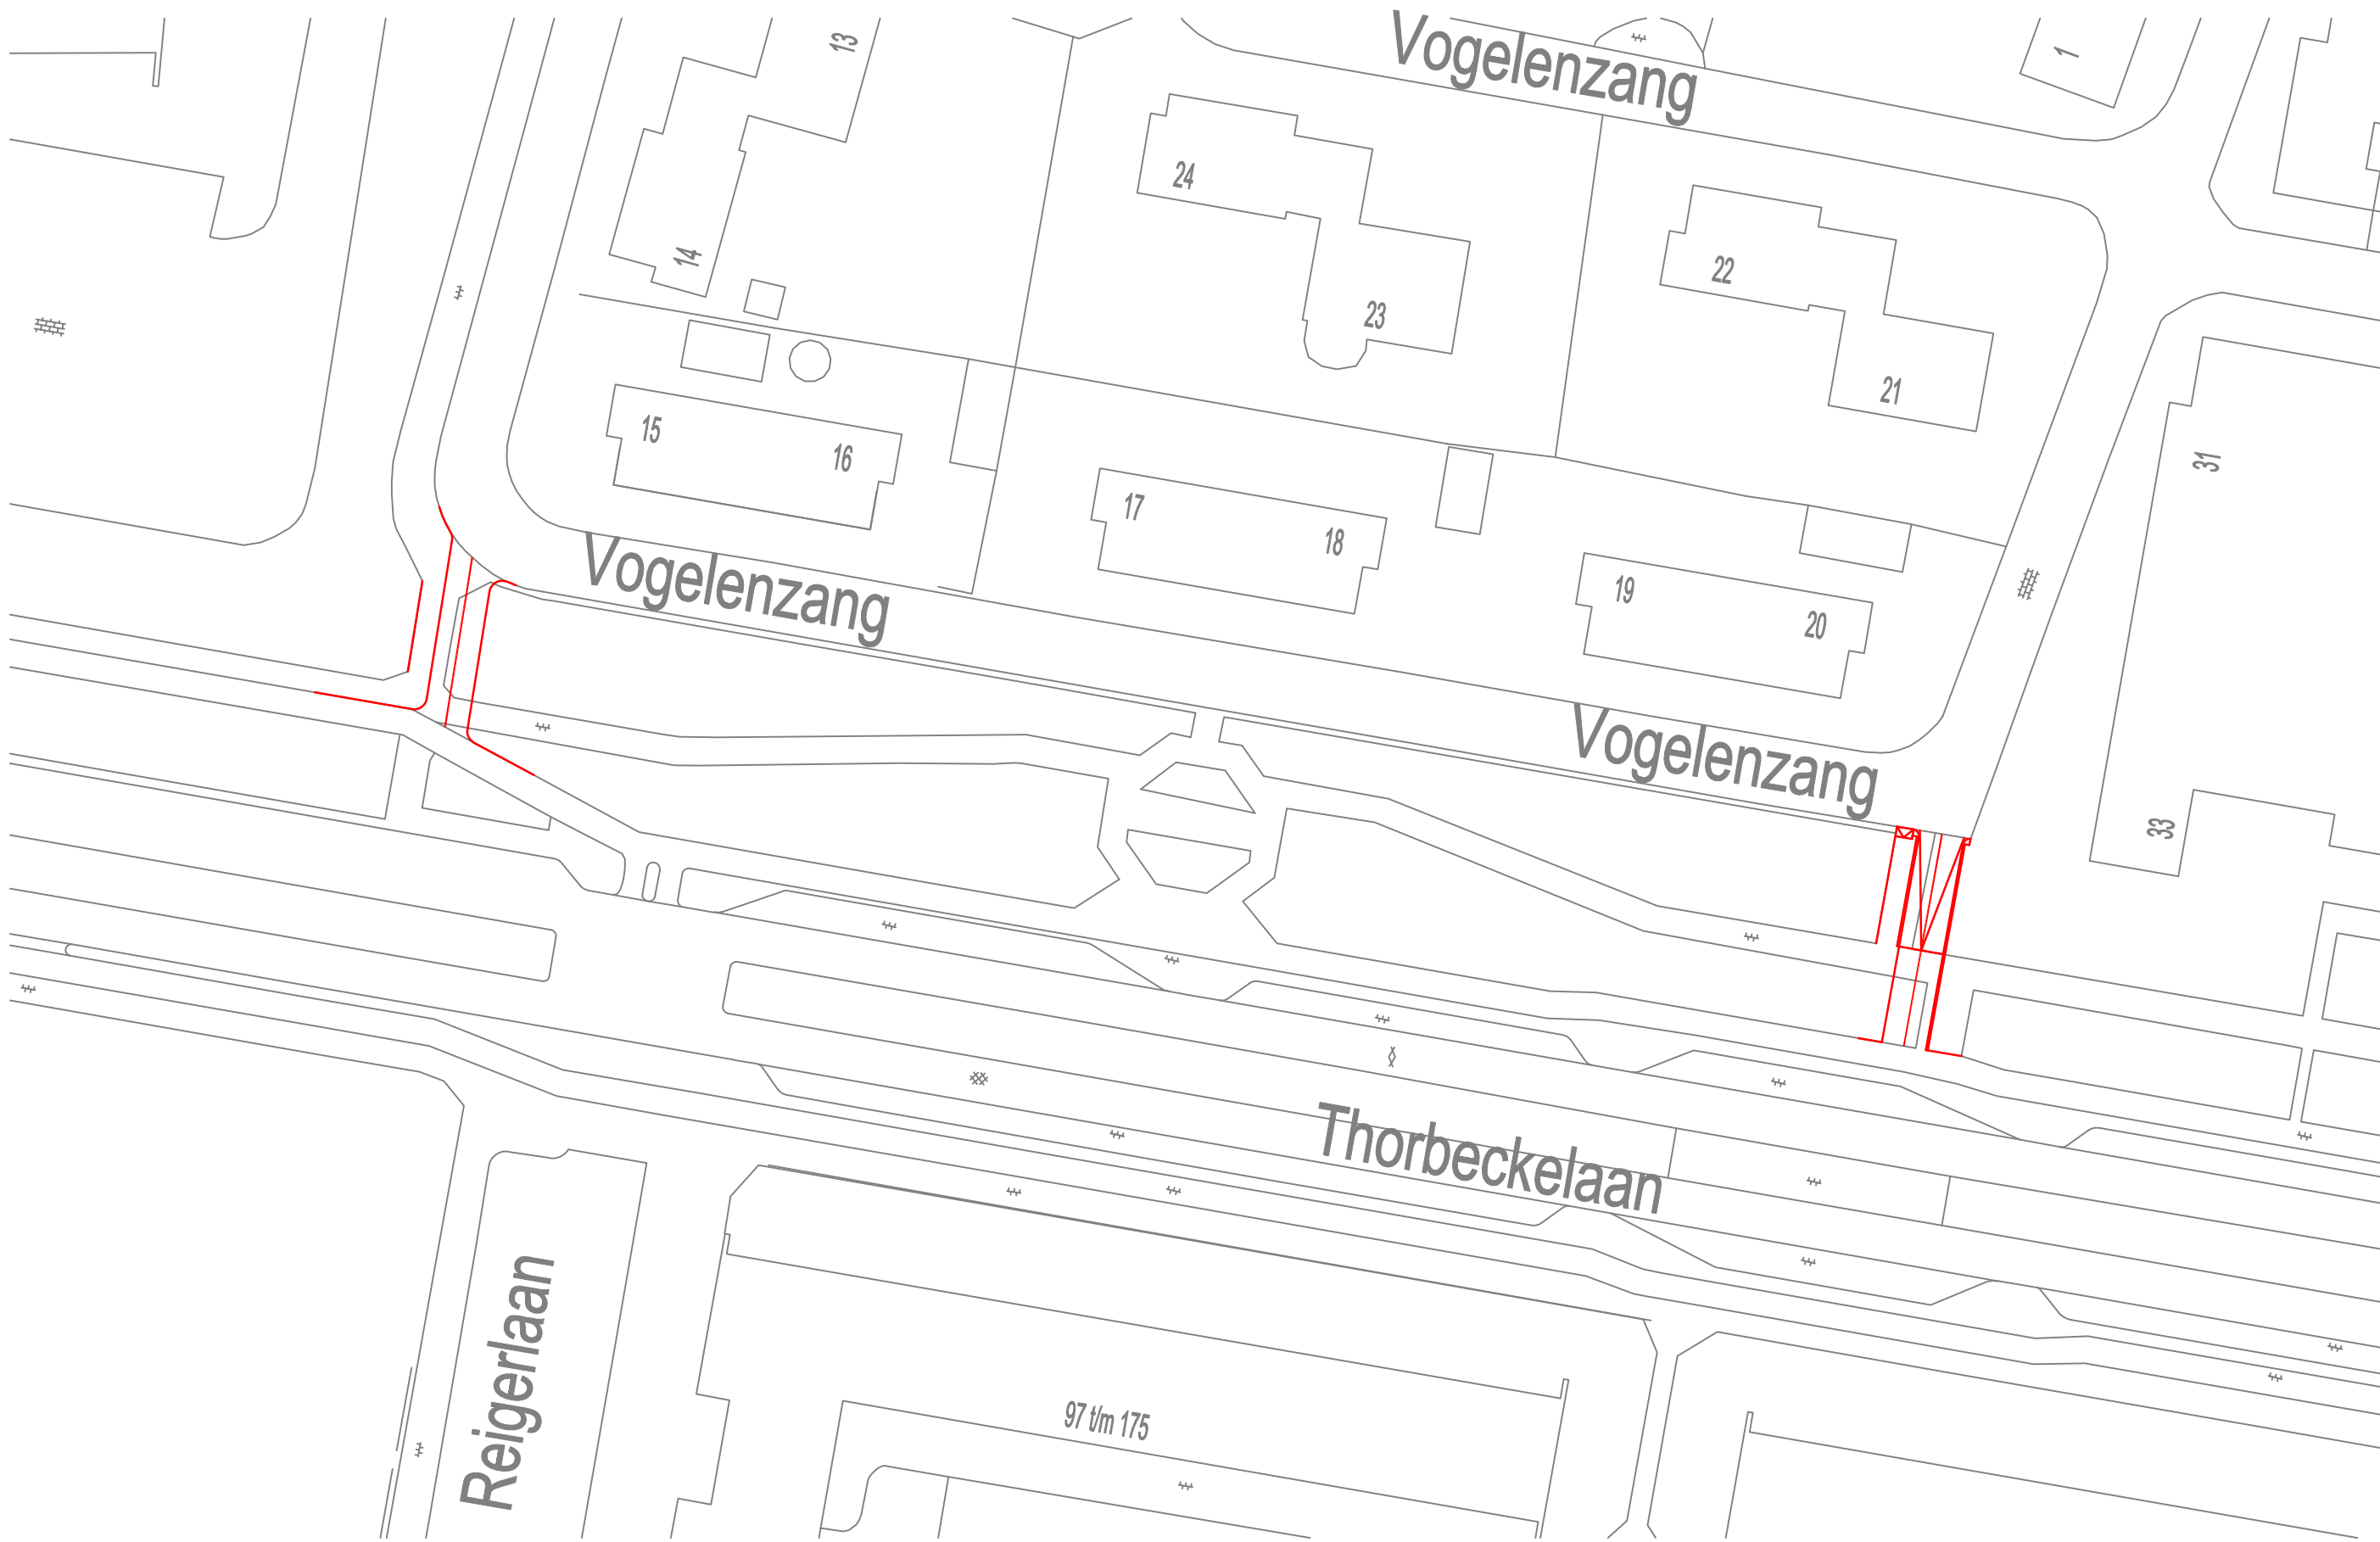 Vogelenzang
13
1
24
14
22
23
21
15
16
31
17
18
19
20
Vogelenzang
Vogelenzang
33
Thorbeckelaan
Reigerlaan
97 t/m 175